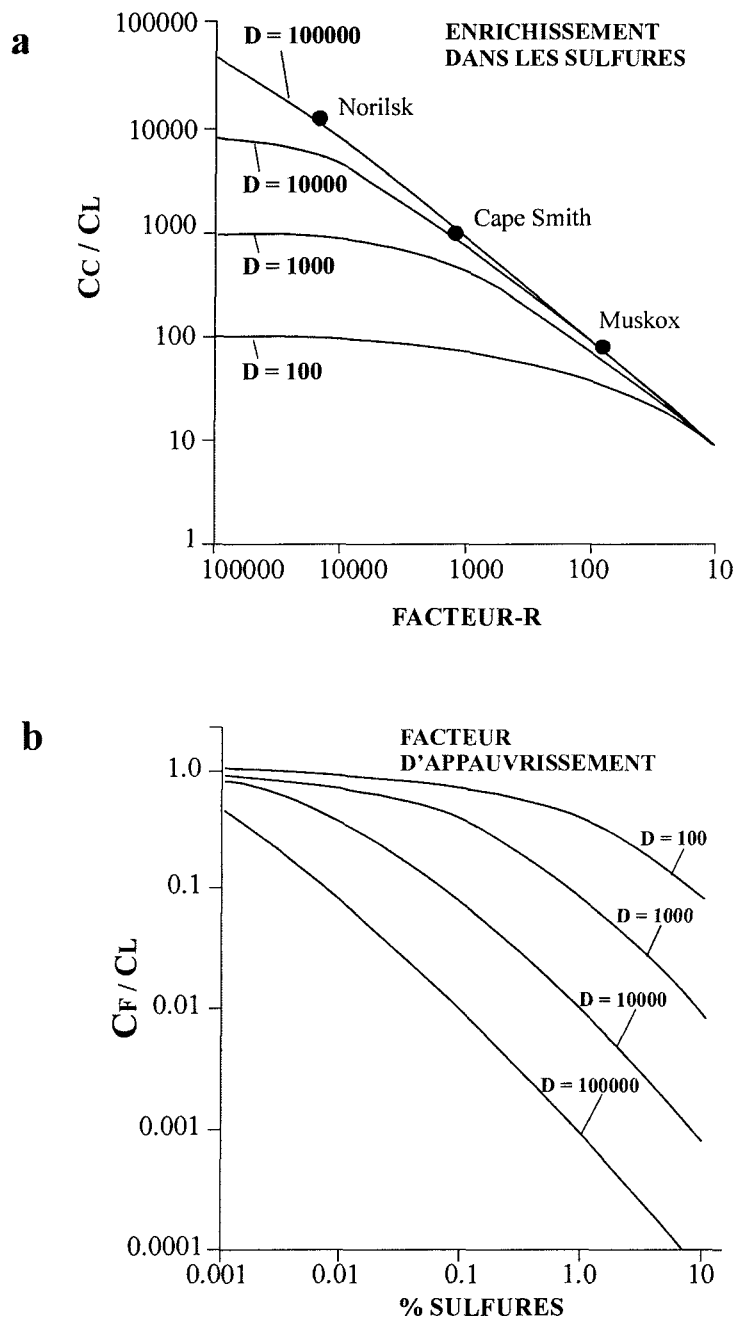 a
ENRICHISSEMENT
DANS LES SULFURES
100000
10000
1000
100
10
1
CC / CL
D = 100000
D = 10000
D = 1000
D = 100
Norilsk
Cape Smith
Muskox
100000 10000 1000 100 10
FACTEUR-R
b
FACTEUR
D'APPAUVRISSEMENT
1.0
0.1
0.01
0.001
0.0001
CF / CL
D = 100
D = 1000
D = 10000
D = 100000
0.001 0.01 0.1 1.0 10
% SULFURES